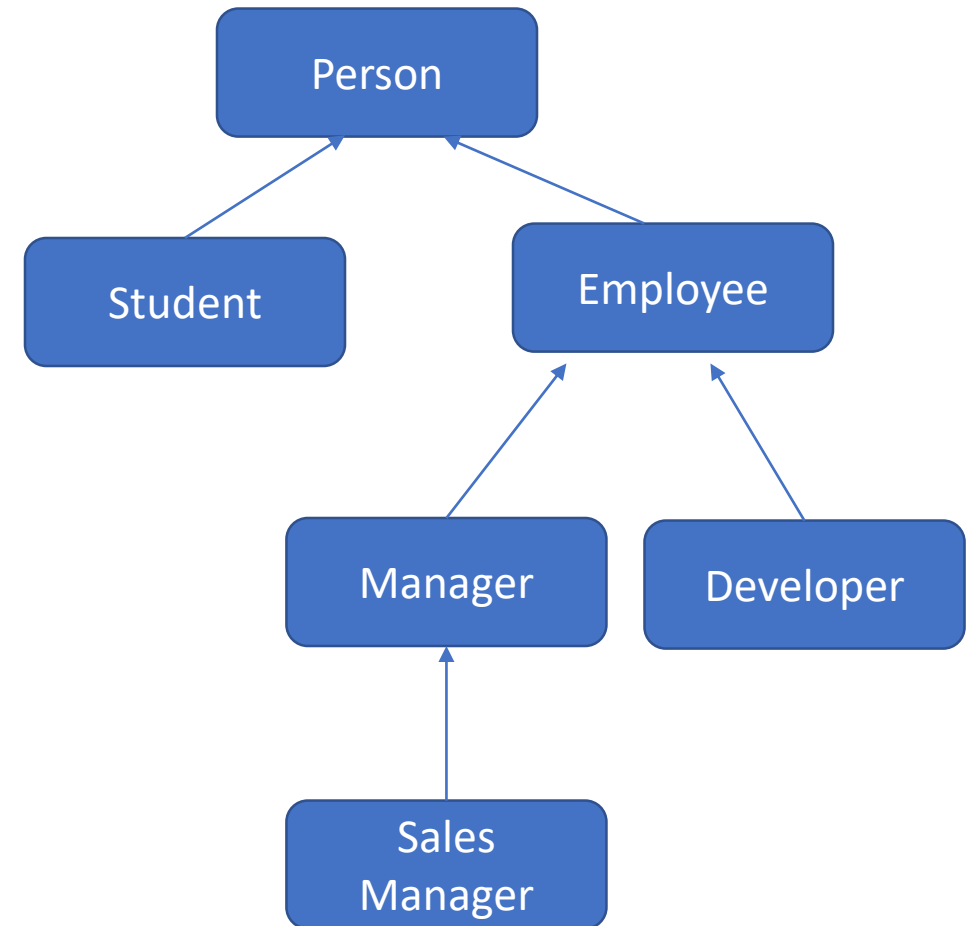 Person
Student
Employee
Manager
Developer
Sales
Manager